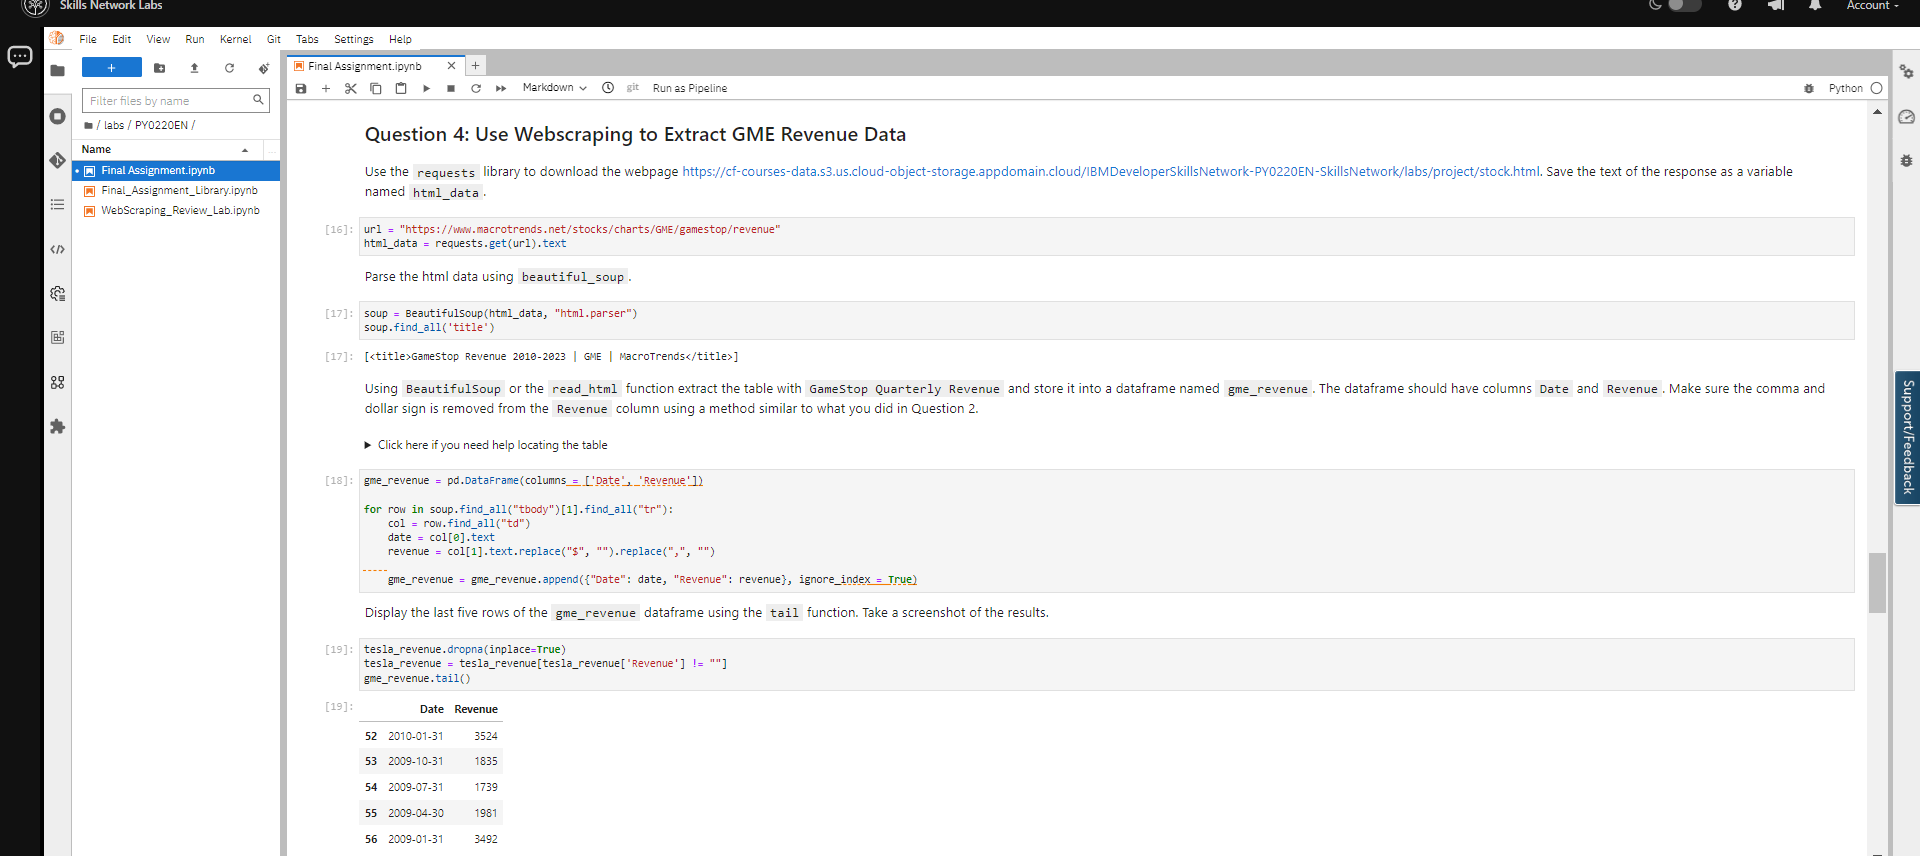 Skills Network Labs
Account
File Edit View Run Kernel Git Tabs Settings Help
Final Assignment.ipynb
Filter files by name
Markdown
git
Run as Pipeline
Python
/ labs / PY0220EN /
Name
Final Assignment.ipynb
Final_Assignment_Library.ipynb
WebScraping_Review_Lab.ipynb
Question 4: Use Webscraping to Extract GME Revenue Data
Use the requests library to download the webpage https://cf-courses-data.s3.us.cloud-object-storage.appdomain.cloud/IBMDeveloperSkillsNetwork-PY0220EN-SkillsNetwork/labs/project/stock.html. Save the text of the response as a variable
named html_data.
[16]: url = "https://www.macrotrends.net/stocks/charts/GME/gamestop/revenue"
html_data = requests.get(url).text
Parse the html data using beautiful_soup.
[17]: soup = BeautifulSoup(html_data, "html.parser")
soup.find_all('title')
[17]: [<title>GameStop Revenue 2010-2023 | GME | MacroTrends</title>]
Using BeautifulSoup or the read_html function extract the table with GameStop Quarterly Revenue and store it into a dataframe named gme_revenue. The dataframe should have columns Date and Revenue. Make sure the comma and
dollar sign is removed from the Revenue column using a method similar to what you did in Question 2.
Click here if you need help locating the table
[18]: gme_revenue = pd.DataFrame(columns = ['Date', 'Revenue'])
for row in soup.find_all("tbody")[1].find_all("tr"):
col = row.find_all("td")
date = col[0].text
revenue = col[1].text.replace("$", "").replace(",", "")
gme_revenue = gme_revenue.append({"Date": date, "Revenue": revenue}, ignore_index = True)
Display the last five rows of the gme_revenue dataframe using the tail function. Take a screenshot of the results.
[19]: tesla_revenue.dropna(inplace=True)
tesla_revenue = tesla_revenue[tesla_revenue['Revenue'] != ""]
gme_revenue.tail()
[19]: Date Revenue
52 2010-01-31 3524
53 2009-10-31 1835
54 2009-07-31 1739
55 2009-04-30 1981
56 2009-01-31 3492
Support/Feedback